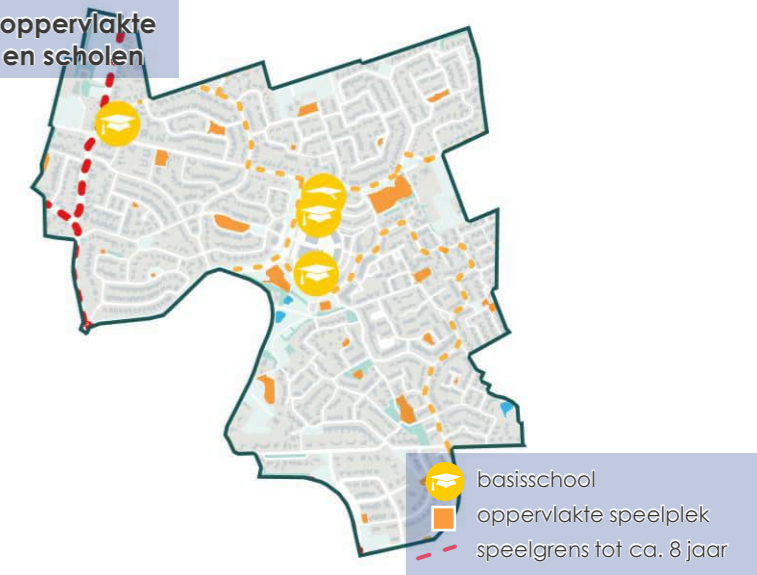 oppervlakte
en scholen
basisschool
oppervlakte speelplek
speelgrens tot ca. 8 jaar